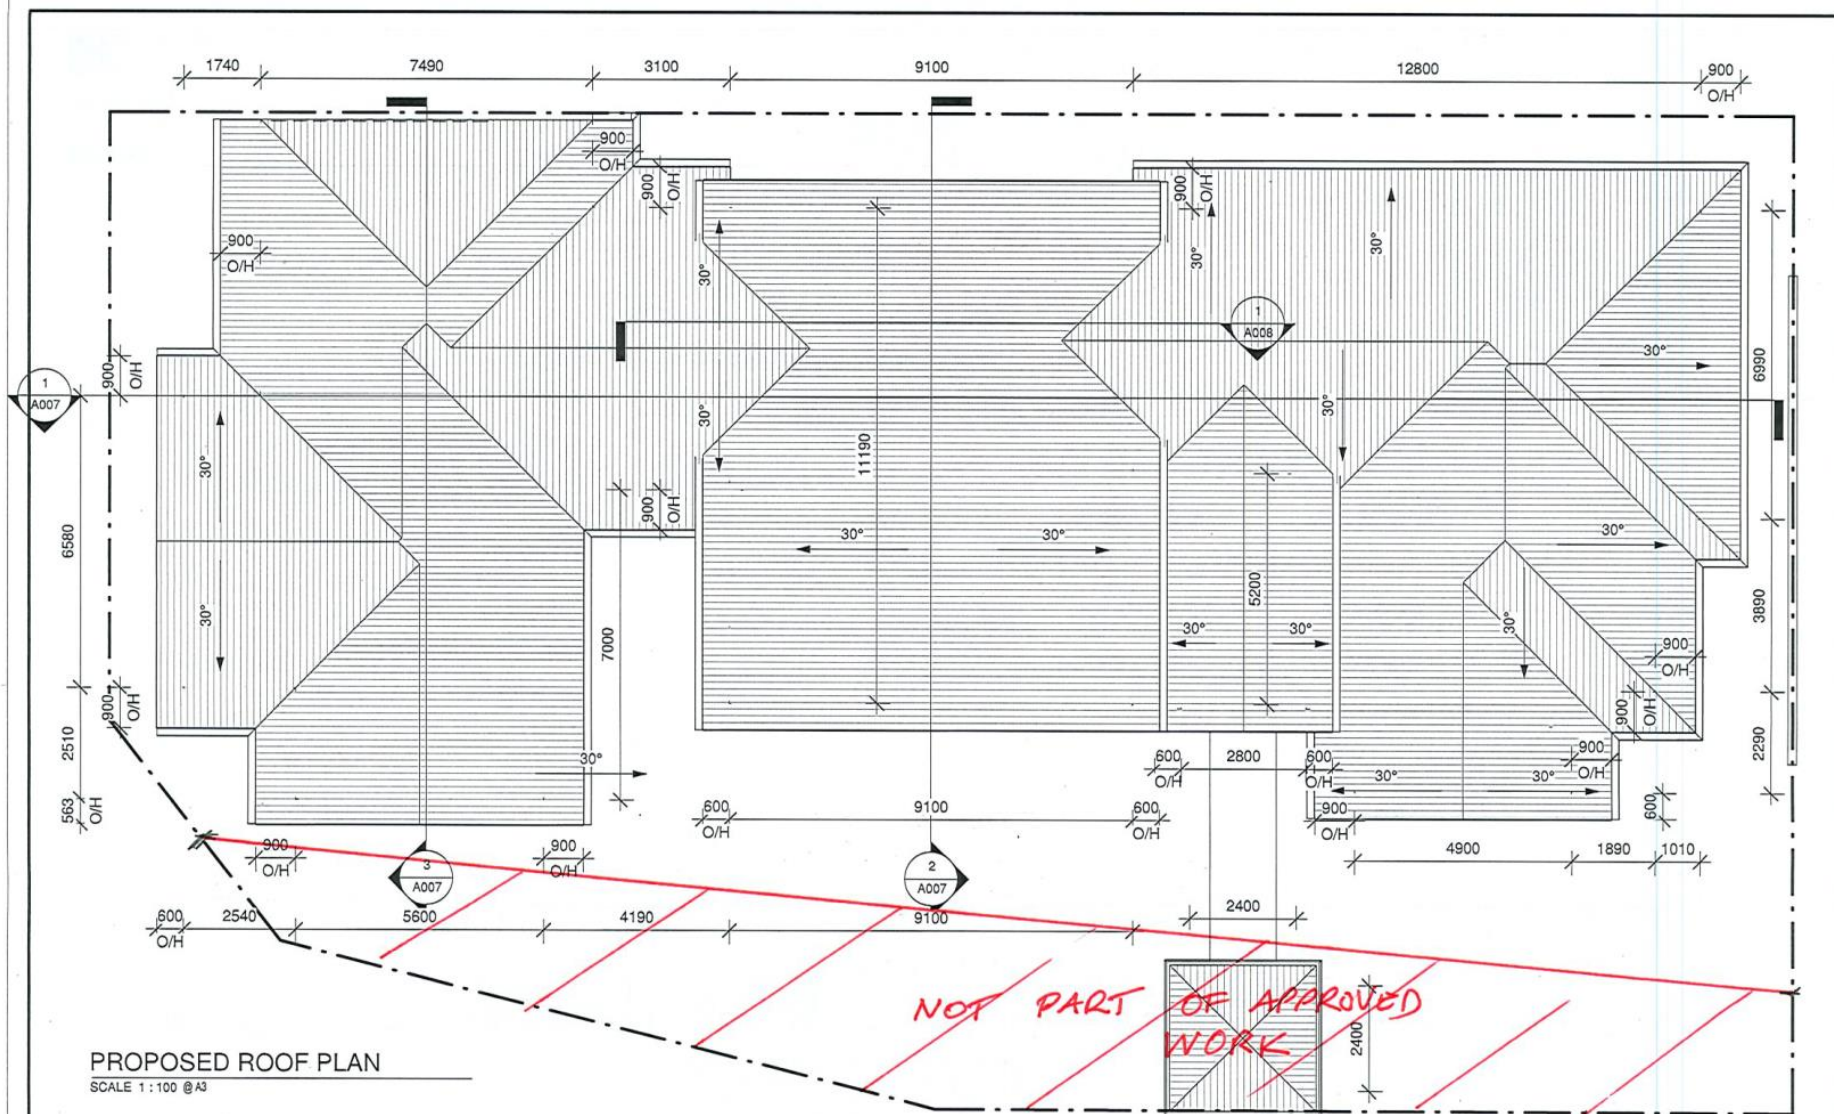 1740 7490 3100 9100 12800 900
O/H
900
O/H
900
O/H
900
O/H
900
O/H
30°
30°
30°
30°
1
A008
900
O/H
1
A007
30°
30°
6990
30°
30°
11190
6580
30°
30°
30°
5200
900
O/H
30°
7000
30°
30°
30°
3890
900
O/H
900
O/H
900
O/H
2510
30°
600
O/H
2800
600
O/H
900
O/H
30°
30°
2290
563
O/H
600
O/H
9100
600
O/H
900
O/H
600
900
O/H
900
O/H
3
A007
2
A007
4900 1890 1010
600
O/H
2540 5600 4190 9100
2400
NOT PART OF APPROVED
WORK
2400
PROPOSED ROOF PLAN
SCALE 1 : 100 @ A3